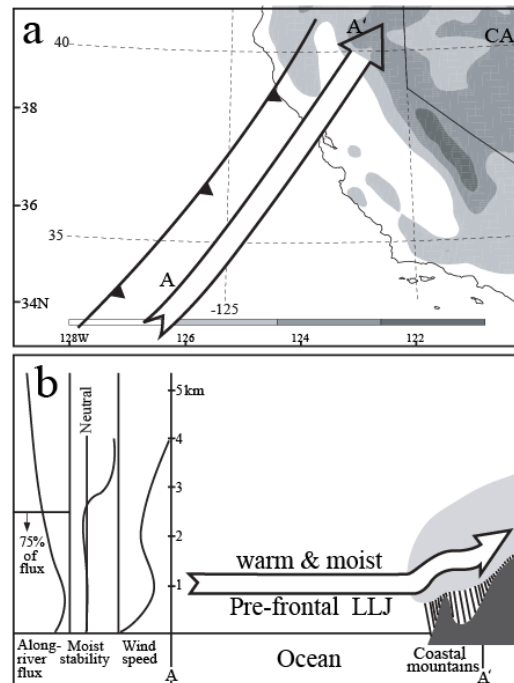 a
40
A'
CA
38
36
35
A
34N
-125
128W
126
124
122
b
Neutral
5 km
4
3
2
1
75%
of
flux
warm & moist
Pre-frontal LLJ
Along-
river
flux
Moist
stability
Wind
speed
A
Ocean
Coastal
mountains
A'